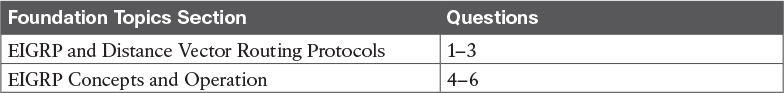 Foundation Topics Section Questions
EIGRP and Distance Vector Routing Protocols 1–3
EIGRP Concepts and Operation 4–6